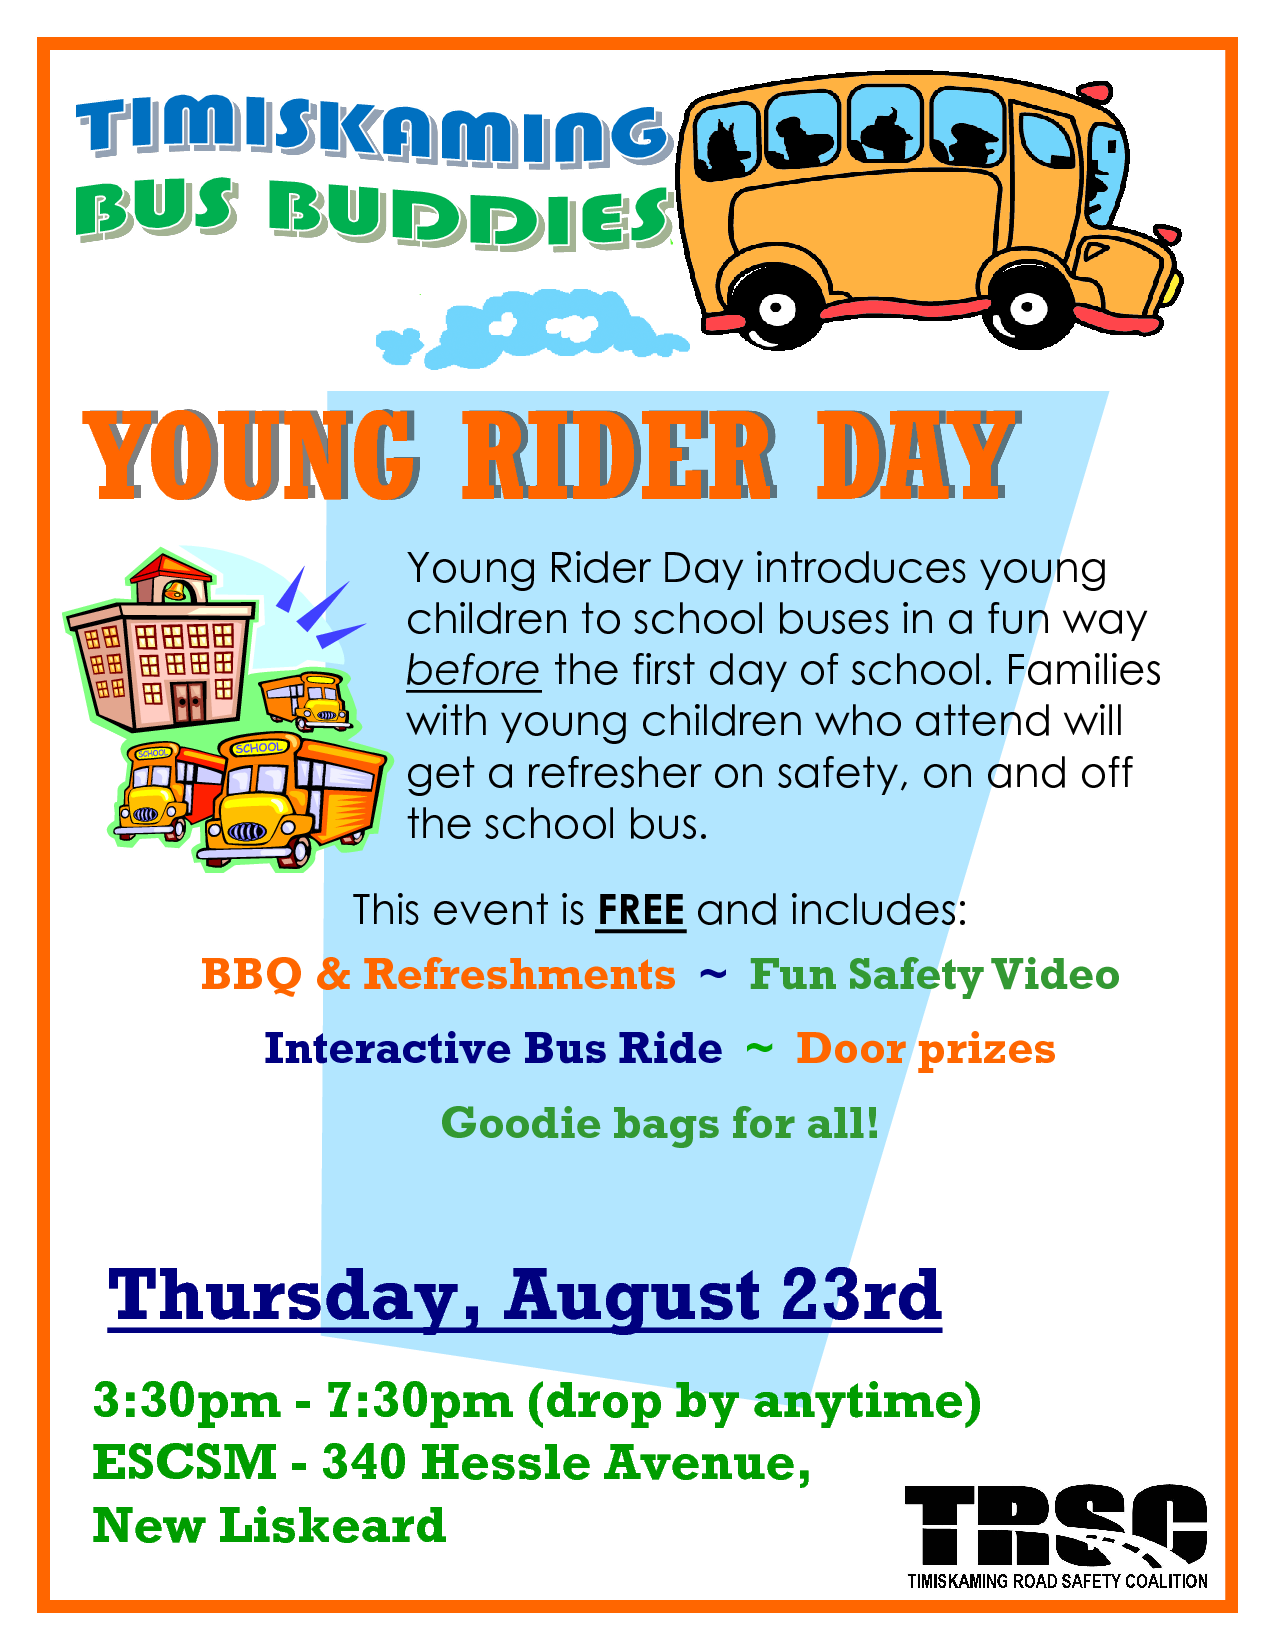 TIMISKAMING
BUS BUDDIES
YOUNG RIDER DAY
Young Rider Day introduces young
children to school buses in a fun way
before the first day of school. Families
with young children who attend will
get a refresher on safety, on and off
the school bus.
SCHOOL
SCHOOL
This event is FREE and includes:
BBQ & Refreshments ~ Fun Safety Video
Interactive Bus Ride ~ Door prizes
Goodie bags for all!
Thursday, August 23rd
3:30pm - 7:30pm (drop by anytime)
ESCSM - 340 Hessle Avenue,
New Liskeard
TRSC
TIMISKAMING ROAD SAFETY COALITION